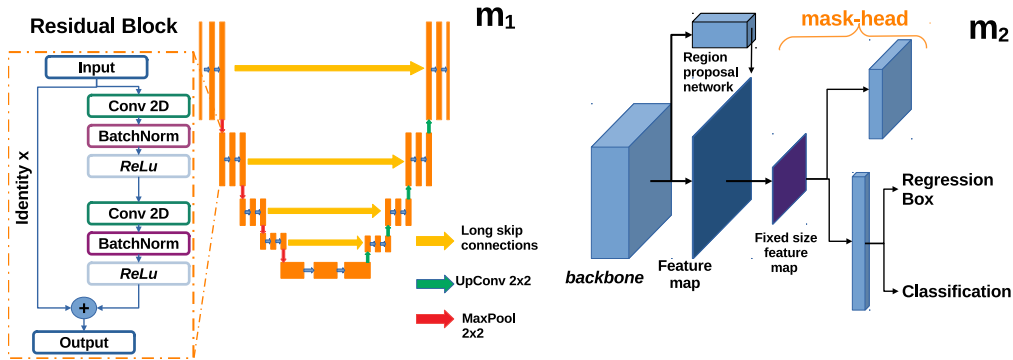 Residual Block
Input
Conv 2D
BatchNorm
ReLu
Conv 2D
BatchNorm
ReLu
+
Output
Identity x
m1
Long skip
connections
UpConv 2x2
MaxPool
2x2
m2
mask-head
Region
proposal
network
backbone
Feature
map
Fixed size
feature
map
Regression
Box
Classification